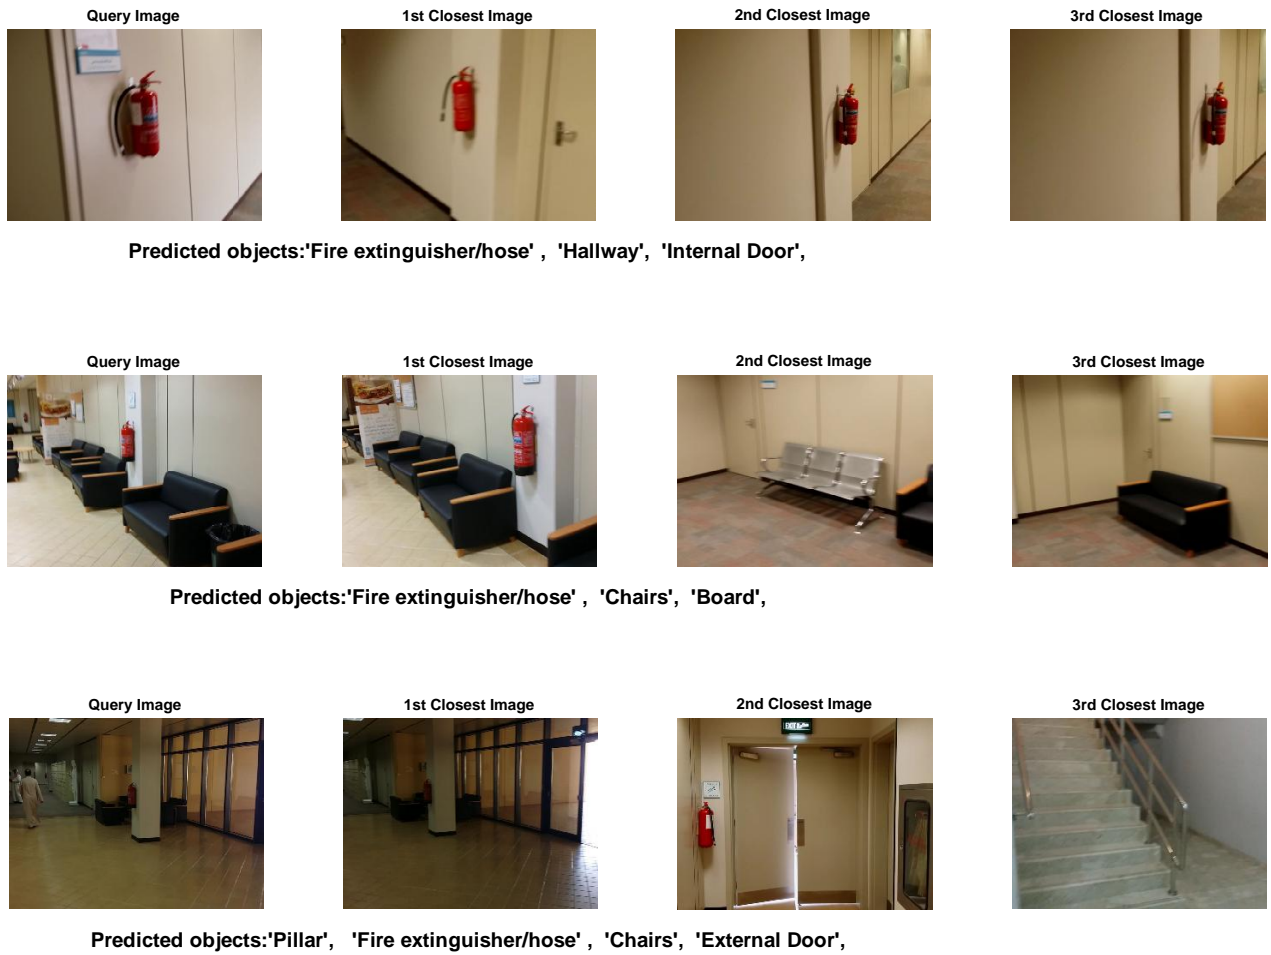 Query Image 1st Closest Image 2nd Closest Image 3rd Closest Image
Predicted objects:'Fire extinguisher/hose' , 'Hallway', 'Internal Door',
Query Image 1st Closest Image 2nd Closest Image 3rd Closest Image
Predicted objects:'Fire extinguisher/hose' , 'Chairs', 'Board',
Query Image 1st Closest Image 2nd Closest Image 3rd Closest Image
EXIT
Predicted objects:'Pillar', 'Fire extinguisher/hose' , 'Chairs', 'External Door',